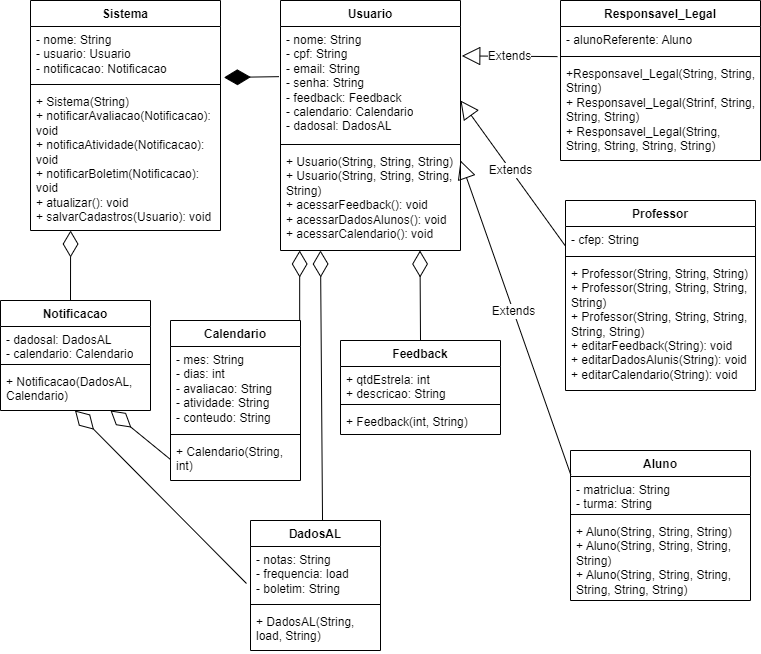 Sistema
- nome: String
- usuario: Usuario
- notificacao: Notificacao
+ Sistema(String)
+ notificarAvaliacao(Notificacao):
void
+ notificaAtividade(Notificacao):
void
+ notificarBoletim(Notificacao):
void
+ atualizar(): void
+ salvarCadastros(Usuario): void
Usuario
- nome: String
- cpf: String
- email: String
- senha: String
- feedback: Feedback
- calendario: Calendario
- dadosal: DadosAL
+ Usuario(String, String, String)
+ Usuario(String, String, String,
String)
+ acessarFeedback(): void
+ acessarDadosAlunos(): void
+ acessarCalendario(): void
Extends
Responsavel_Legal
- alunoReferente: Aluno
+Responsavel_Legal(String, String,
String)
+ Responsavel_Legal(Strinf, String,
String, String)
+ Responsavel_Legal(String,
String, String, String, String)
Extends
Professor
- cfep: String
+ Professor(String, String, String)
+ Professor(String, String, String,
String)
+ Professor(String, String, String,
String, String)
+ editarFeedback(String): void
+ editarDadosAlunis(String): void
+ editarCalendario(String): void
Extends
Notificacao
- dadosal: DadosAL
- calendario: Calendario
+ Notificacao(DadosAL,
Calendario)
Calendario
- mes: String
- dias: int
- avaliacao: String
- atividade: String
- conteudo: String
+ Calendario(String,
int)
Feedback
+ qtdEstrela: int
+ descricao: String
+ Feedback(int, String)
Aluno
- matriclua: String
- turma: String
+ Aluno(String, String, String)
+ Aluno(String, String, String,
String)
+ Aluno(String, String, String,
String, String, String)
DadosAL
- notas: String
- frequencia: load
- boletim: String
+ DadosAL(String,
load, String)